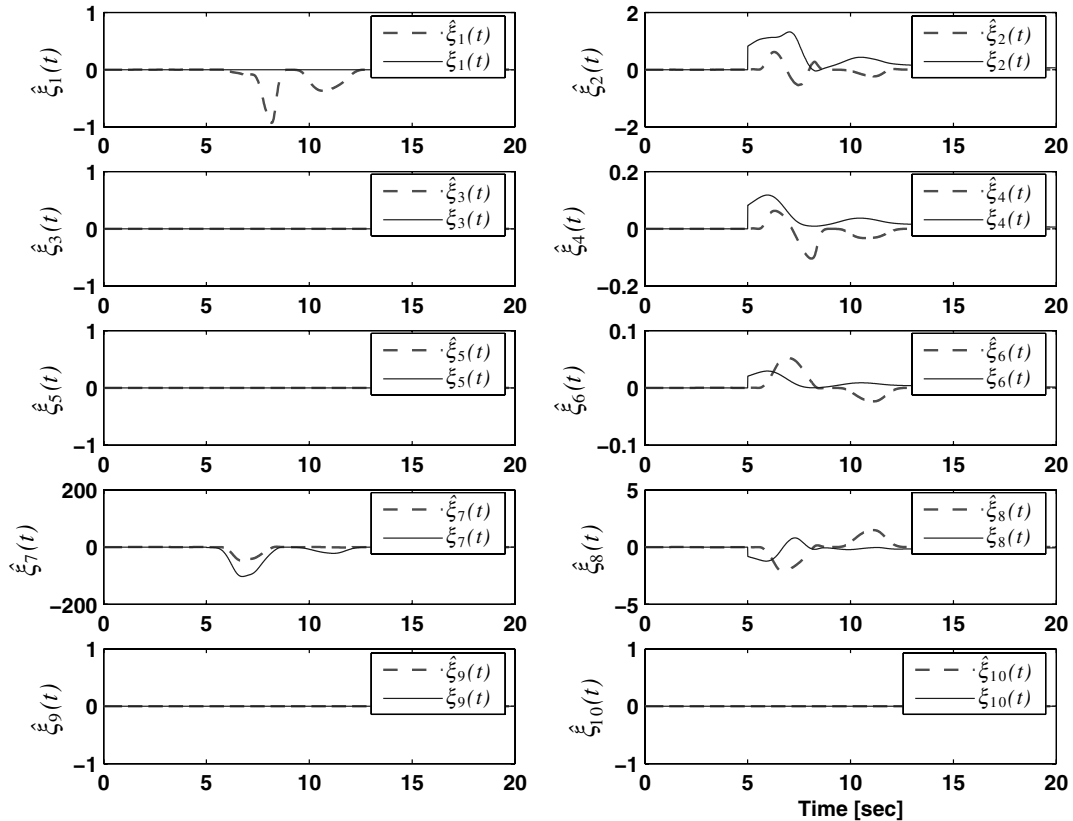 1
0
−1
0 5 10 15 20
ξ̂1(t)
ξ̂1(t)
ξ1(t)
2
0
−2
0 5 10 15 20
ξ̂2(t)
ξ̂2(t)
ξ2(t)
1
0
−1
0 5 10 15 20
ξ̂3(t)
ξ̂3(t)
ξ3(t)
0.2
0
−0.2
0 5 10 15 20
ξ̂4(t)
ξ̂4(t)
ξ4(t)
1
0
−1
0 5 10 15 20
ξ̂5(t)
ξ̂5(t)
ξ5(t)
0.1
0
−0.1
0 5 10 15 20
ξ̂6(t)
ξ̂6(t)
ξ6(t)
200
0
−200
0 5 10 15 20
ξ̂7(t)
ξ̂7(t)
ξ7(t)
5
0
−5
0 5 10 15 20
ξ̂8(t)
ξ̂8(t)
ξ8(t)
1
0
−1
0 5 10 15 20
ξ̂9(t)
ξ̂9(t)
ξ9(t)
1
0
−1
0 5 10 15 20
ξ̂10(t)
ξ̂10(t)
ξ10(t)
Time [sec]